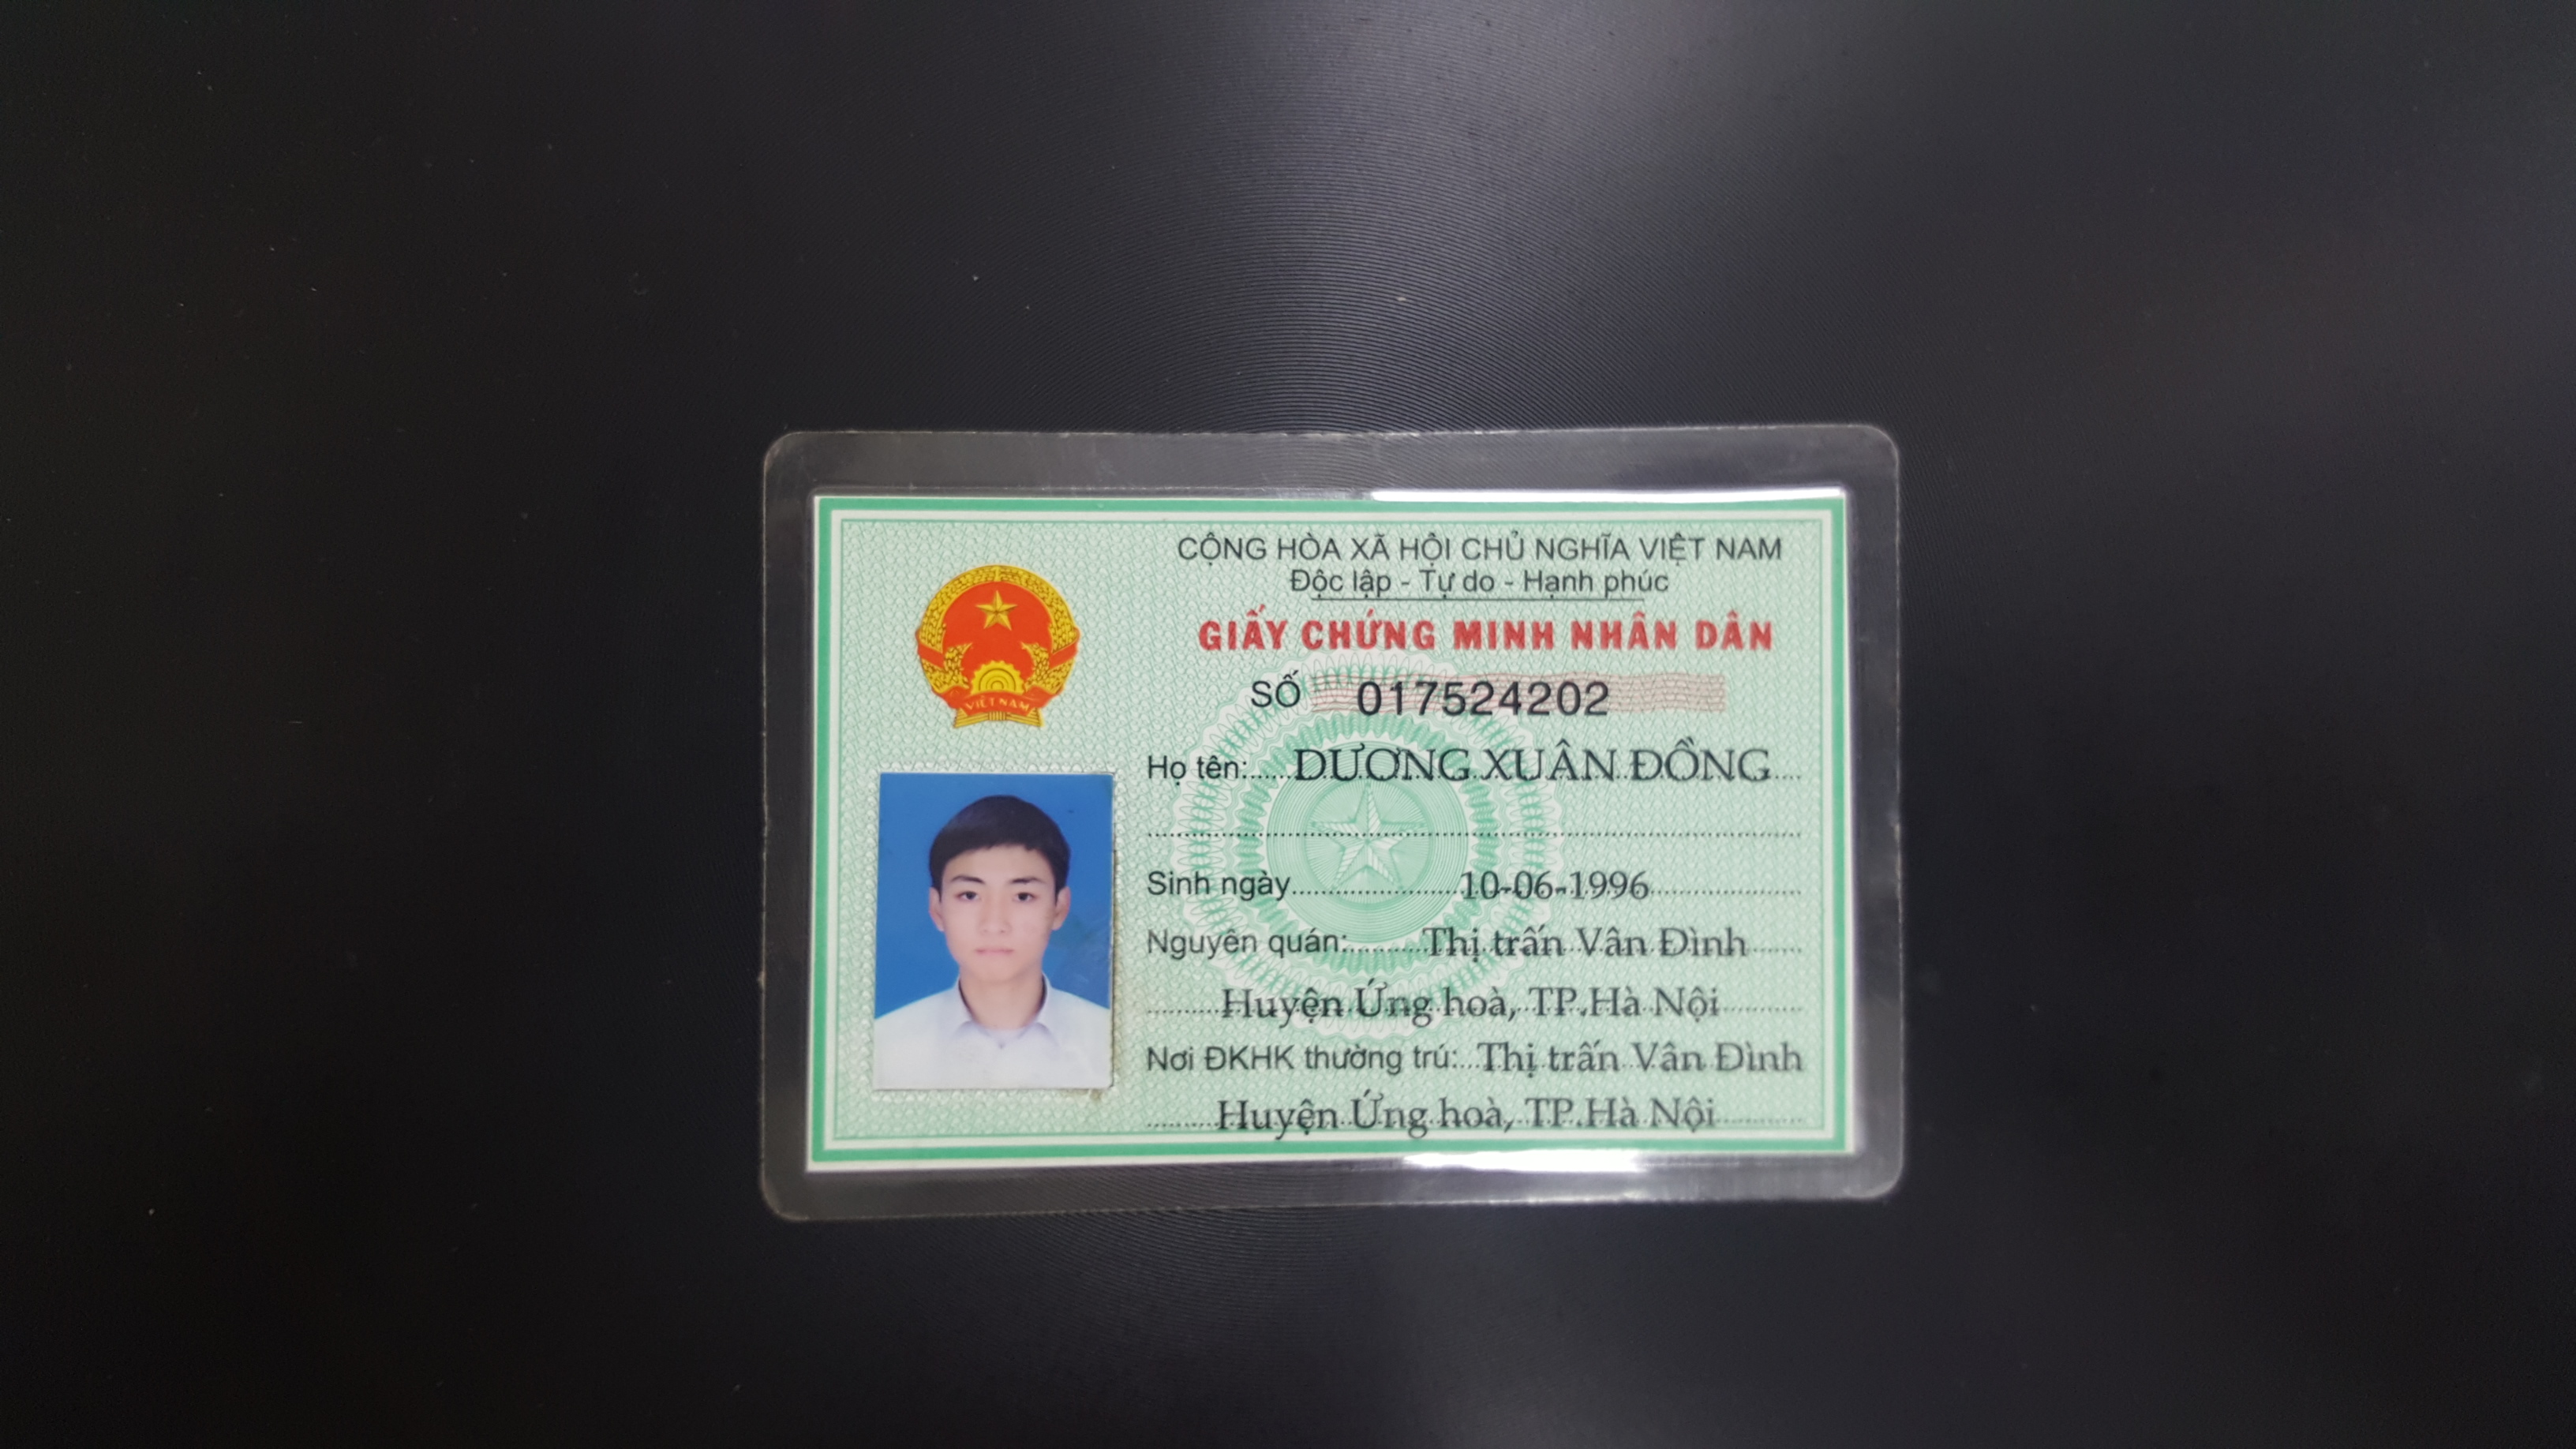 CỘNG HÒA XÃ HỘI CHỦ NGHĨA VIỆT NAM
Độc lập - Tự do - Hạnh phúc
GIẤY CHỨNG MINH NHÂN DÂN
SỐ 017524202
VIỆT NAM
Họ tên: DƯƠNG XUÂN ĐỒNG
Sinh ngày 10-06-1996
Nguyên quán: Thị trấn Vân Đình
Huyện Ứng hoà, TP.Hà Nội
Nơi ĐKHK thường trú: Thị trấn Vân Đình
Huyện Ứng hoà, TP.Hà Nội